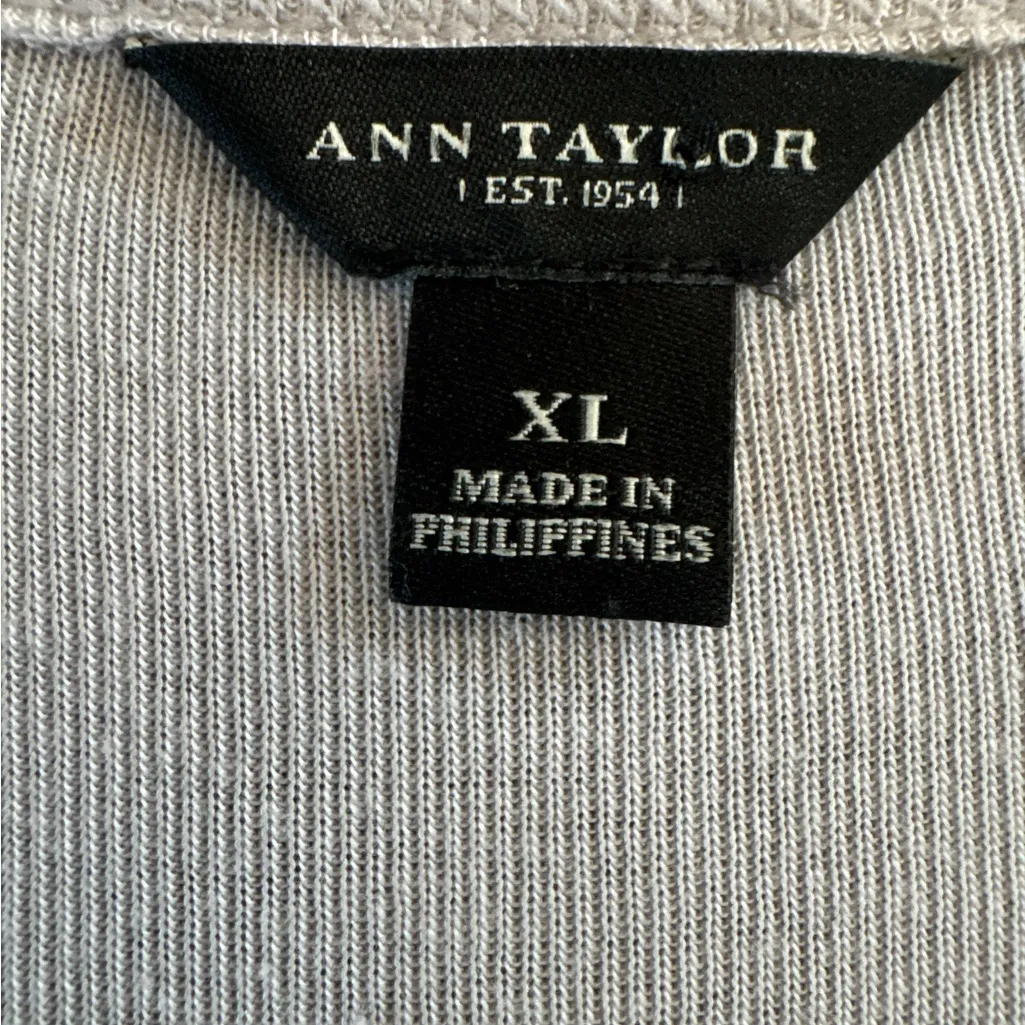 ANN TAYLOR
| EST. 1954 |
XL
MADE IN
PHILIPPINES